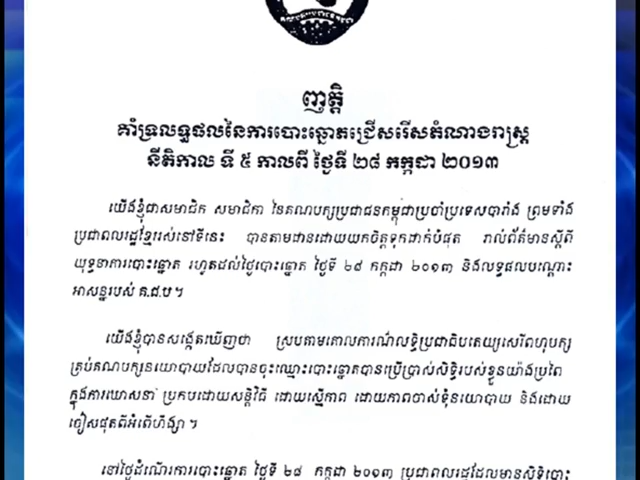 ញត្តិ
គាំទ្រលទ្ធផលនៃការបោះឆ្នោតជ្រើសរើសតំណាងរាស្ត្រ
នីតិកាល ទី ៥ កាលពី ថ្ងៃទី ២៨ កក្កដា ២០១៣
យើងខ្ញុំជាសមាជិក សមាជិកា នៃគណបក្សប្រជាជនកម្ពុជាប្រចាំប្រទេសបារាំង ព្រមទាំង
ប្រជាពលរដ្ឋខ្មែររស់នៅទីនេះ បានតាមដានដោយយកចិត្តទុកដាក់បំផុត រាល់ព័ត៌មានស្តីពី
យុទ្ធនាការបោះឆ្នោត រហូតដល់ថ្ងៃបោះឆ្នោត ថ្ងៃទី ២៨ កក្កដា ២០១៣ និងលទ្ធផលបណ្តោះ
អាសន្នរបស់ គ.ជ.ប។
យើងខ្ញុំបានសង្កេតឃើញថា ស្របតាមគោលការណ៍លទ្ធិប្រជាធិបតេយ្យសេរីពហុបក្ស
គ្រប់គណបក្សនយោបាយដែលបានចុះឈ្មោះបោះឆ្នោតបានប្រើប្រាស់សិទ្ធិរបស់ខ្លួនយ៉ាងប្រពៃ
ក្នុងការឃោសនា ប្រកបដោយសន្តិវិធី ដោយស្មើភាព ដោយភាពចាស់ទុំនយោបាយ និងដោយ
ចៀសផុតពីអំពើហឹង្សា ។
នៅថ្ងៃដំណើរការបោះឆ្នោត ថ្ងៃទី ២៨ កក្កដា ២០១៣ ប្រជាពលរដ្ឋដែលមានសិទ្ធិបោះ